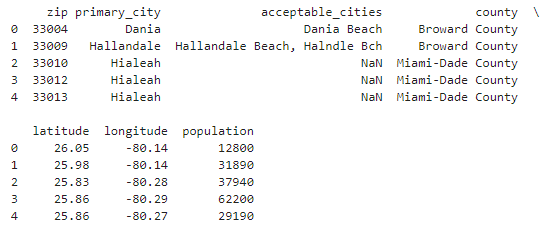 zip primary_city acceptable_cities county \
0 33004 Dania Dania Beach Broward County
1 33009 Hallandale Hallandale Beach, Halndle Bch Broward County
2 33010 Hialeah NaN Miami-Dade County
3 33012 Hialeah NaN Miami-Dade County
4 33013 Hialeah NaN Miami-Dade County
latitude longitude population
0 26.05 -80.14 12800
1 25.98 -80.14 31890
2 25.83 -80.28 37940
3 25.86 -80.29 62200
4 25.86 -80.27 29190